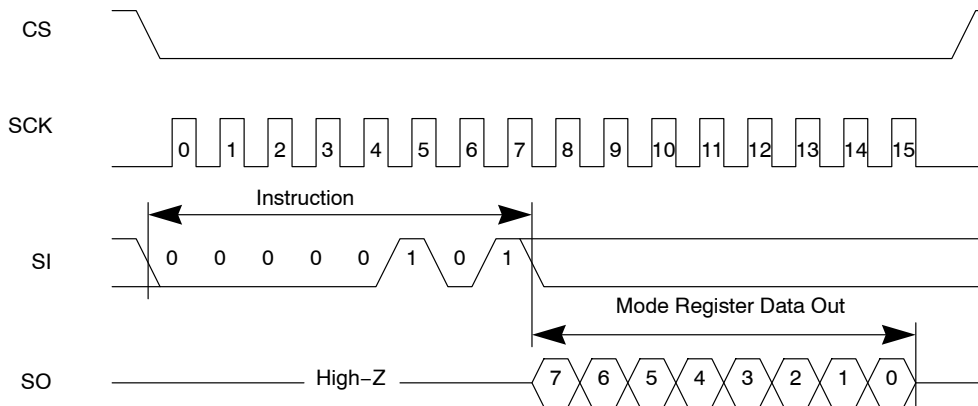 CS
SCK
0 1 2 3 4 5 6 7 8 9 10 11 12 13 14 15
Instruction
SI 0 0 0 0 0 1 0 1
Mode Register Data Out
SO High−Z 7 6 5 4 3 2 1 0